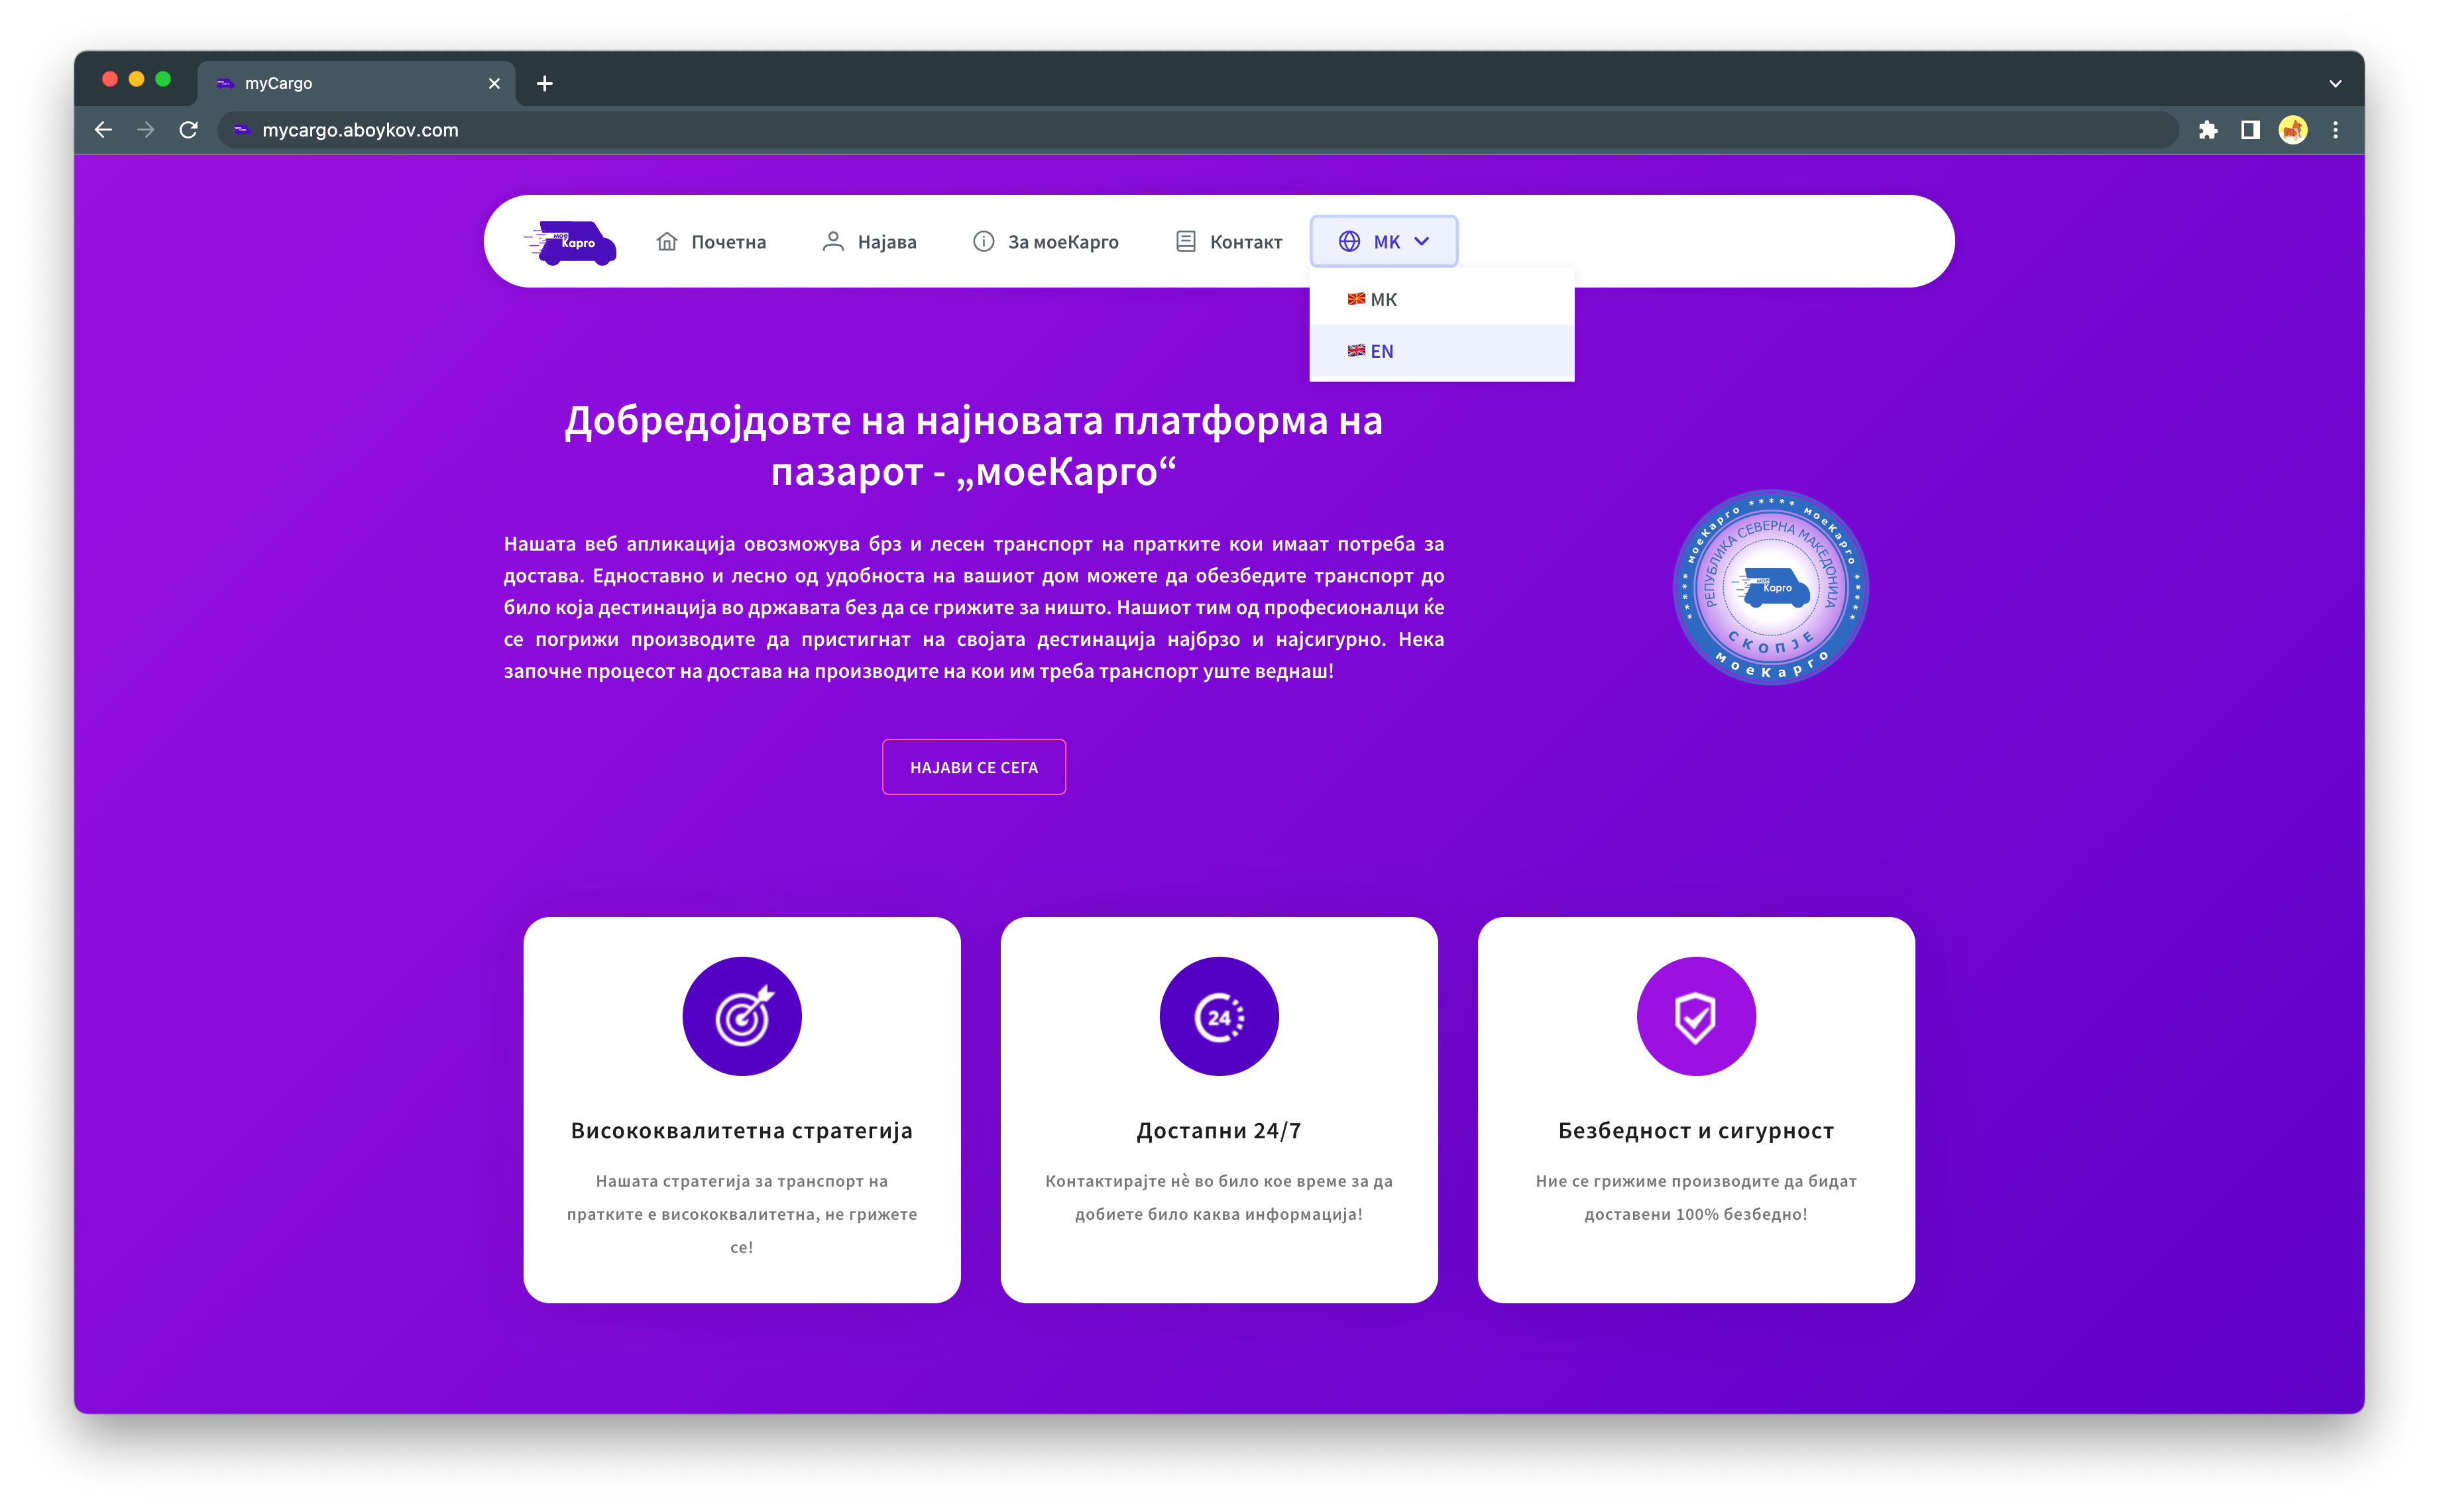 myCargo
mycargo.aboykov.com
мое
Карго
Почетна
Најава
За моеКарго
Контакт
МК
МК
EN
Добредојдовте на најновата платформа на
пазарот - „моеКарго“
Нашата веб апликација овозможува брз и лесен транспорт на пратките кои имаат потреба за
достава. Едноставно и лесно од удобноста на вашиот дом можете да обезбедите транспорт до
било која дестинација во државата без да се грижите за ништо. Нашиот тим од професионалци ќе
се погрижи производите да пристигнат на својата дестинација најбрзо и најсигурно. Нека
започне процесот на достава на производите на кои им треба транспорт уште веднаш!
НАЈАВИ СЕ СЕГА
***** моеКарго ***** моеКарго *****
РЕПУБЛИКА СЕВЕРНА МАКЕДОНИЈА
мое
Карго
СКОПЈЕ
моеКарго
24
Висококвалитетна стратегија
Нашата стратегија за транспорт на
пратките е висококвалитетна, не грижете
се!
Достапни 24/7
Контактирајте нѐ во било кое време за да
добиете било каква информација!
Безбедност и сигурност
Ние се грижиме производите да бидат
доставени 100% безбедно!